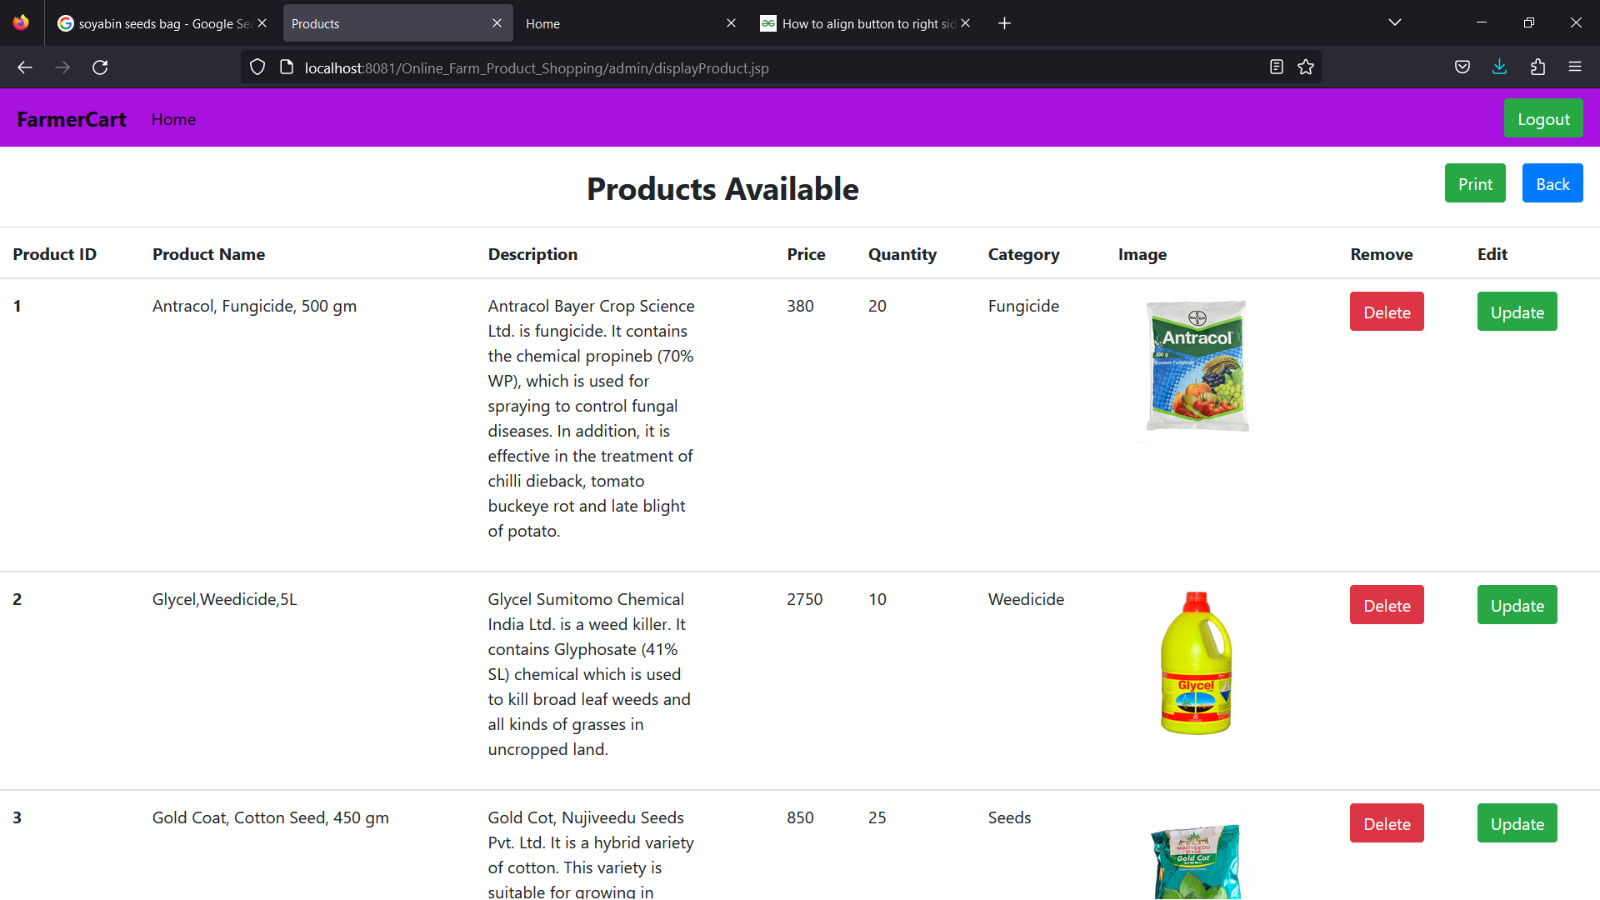 soyabin seeds bag - Google Se
Products
Home
How to align button to right sid
localhost:8081/Online_Farm_Product_Shopping/admin/displayProduct.jsp
FarmerCart Home Logout
Products Available Print Back
Product ID Product Name Description Price Quantity Category Image Remove Edit
1 Antracol, Fungicide, 500 gm Antracol Bayer Crop Science 380 20 Fungicide Delete Update
Ltd. is fungicide. It contains
the chemical propineb (70%
WP), which is used for
spraying to control fungal
diseases. In addition, it is
effective in the treatment of
chilli dieback, tomato
buckeye rot and late blight
of potato.
Antracol
2 Glycel,Weedicide,5L Glycel Sumitomo Chemical 2750 10 Weedicide Delete Update
India Ltd. is a weed killer. It
contains Glyphosate (41%
SL) chemical which is used
to kill broad leaf weeds and
all kinds of grasses in
uncropped land.
Glycel
3 Gold Coat, Cotton Seed, 450 gm Gold Cot, Nujiveedu Seeds 850 25 Seeds Delete Update
Pvt. Ltd. It is a hybrid variety
of cotton. This variety is
suitable for growing in
Gold Cot